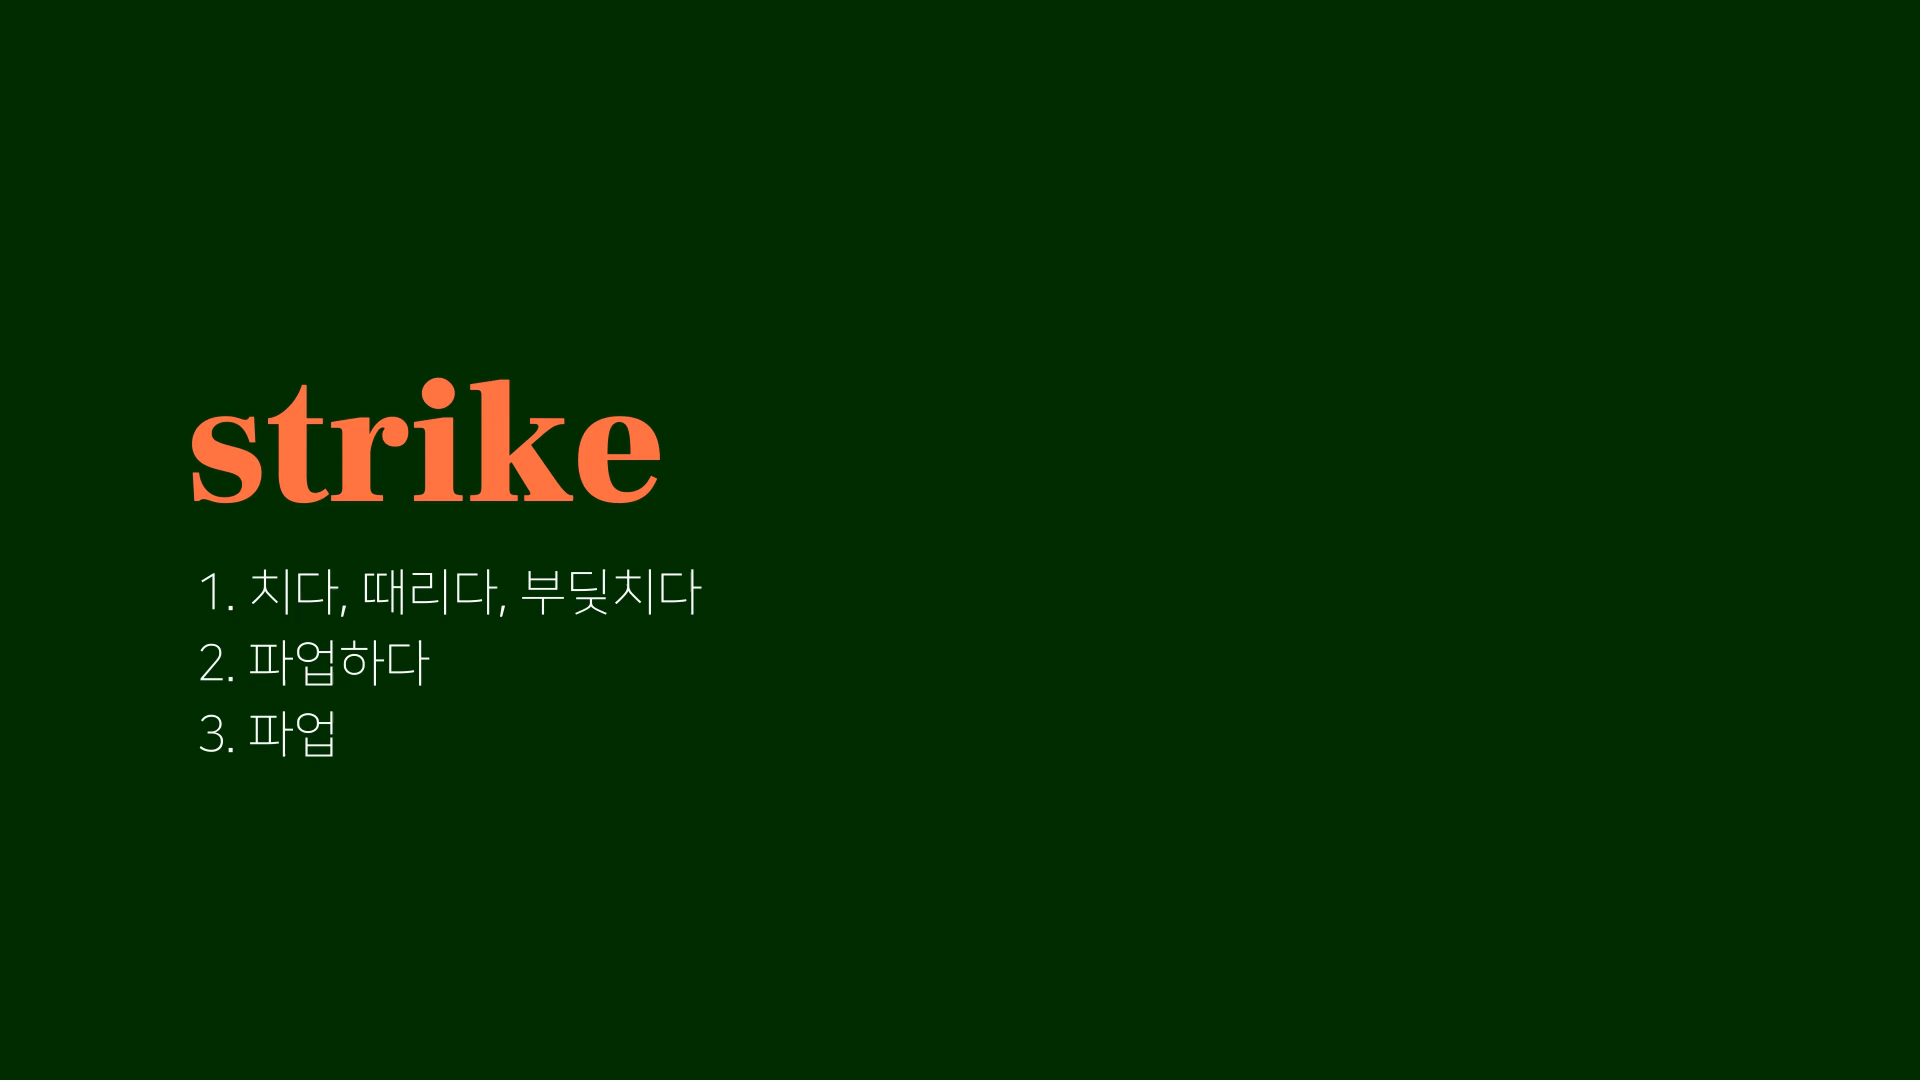 strike
1. 치다, 때리다, 부딪치다
2. 파업하다
3. 파업